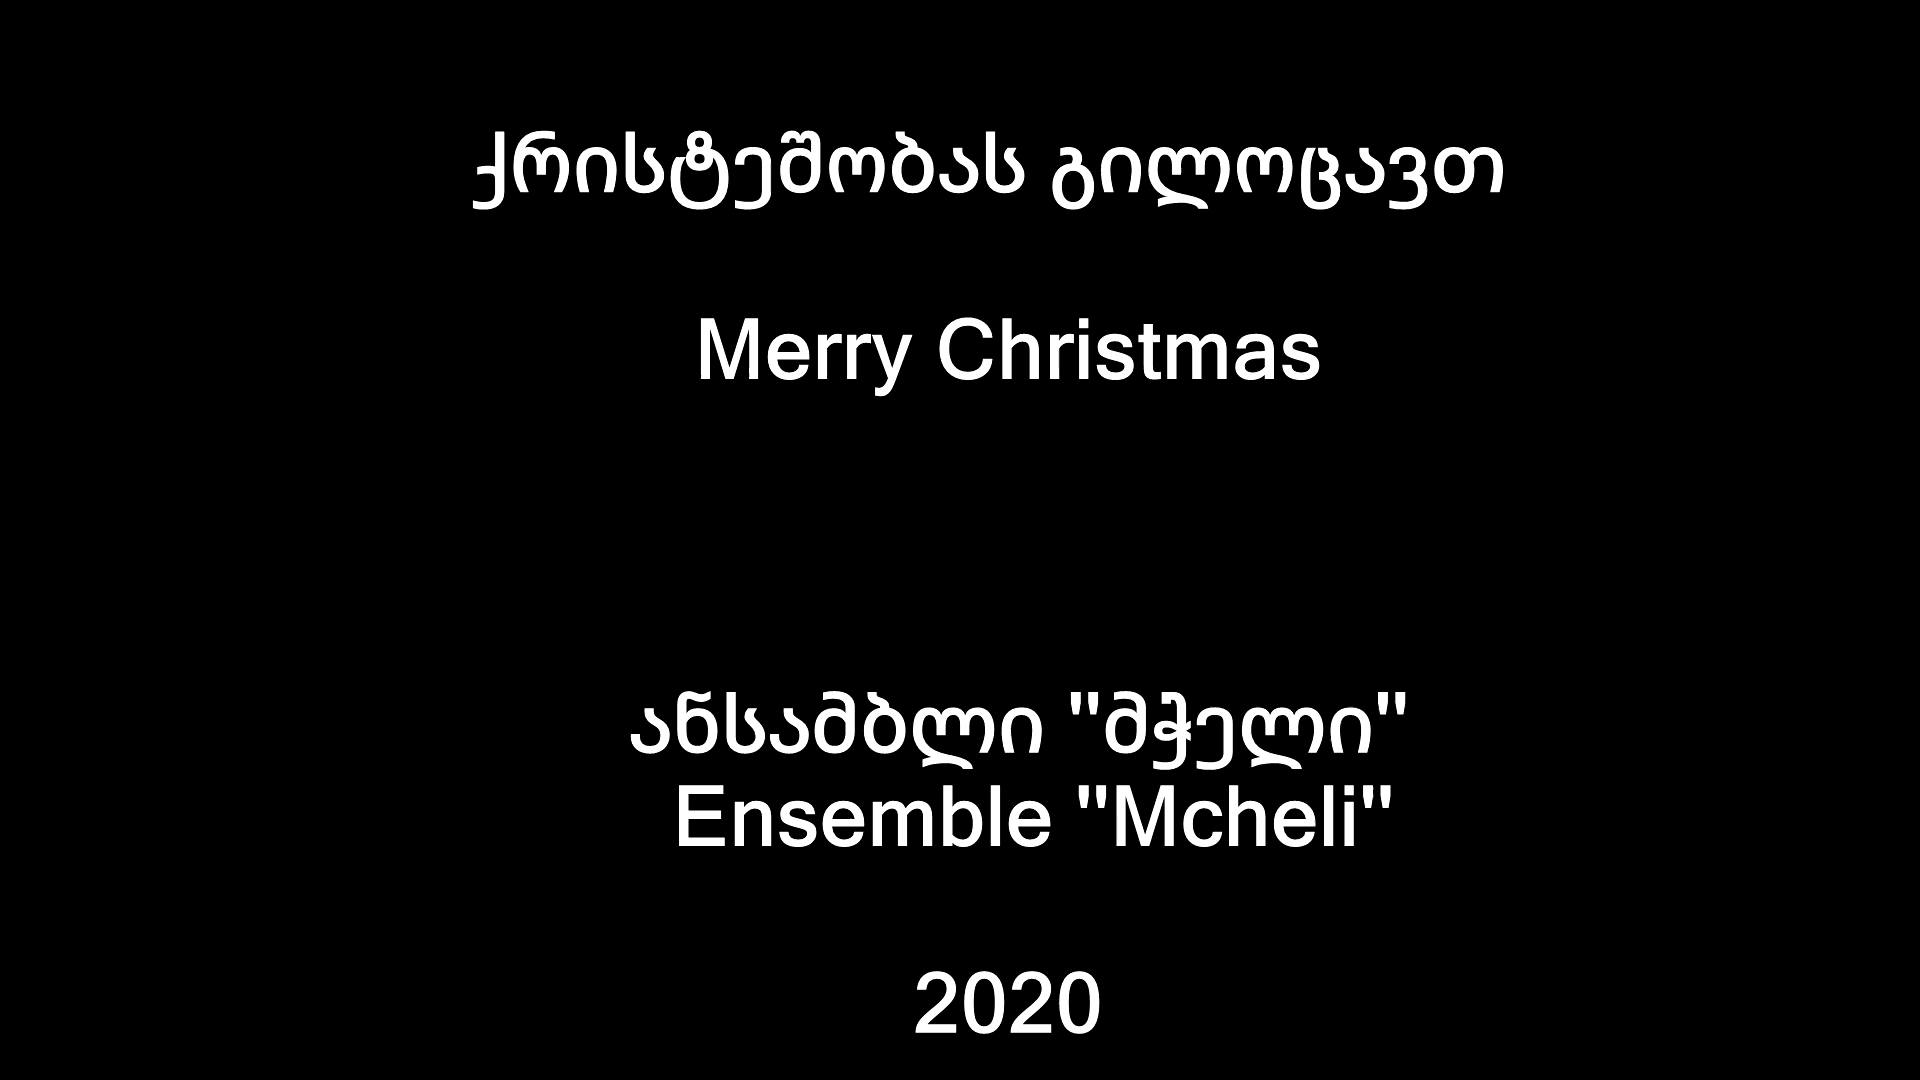 ქრისტეშობას გილოცავთ
Merry Christmas
ანსამბლი "მჭელი"
Ensemble "Mcheli"
2020